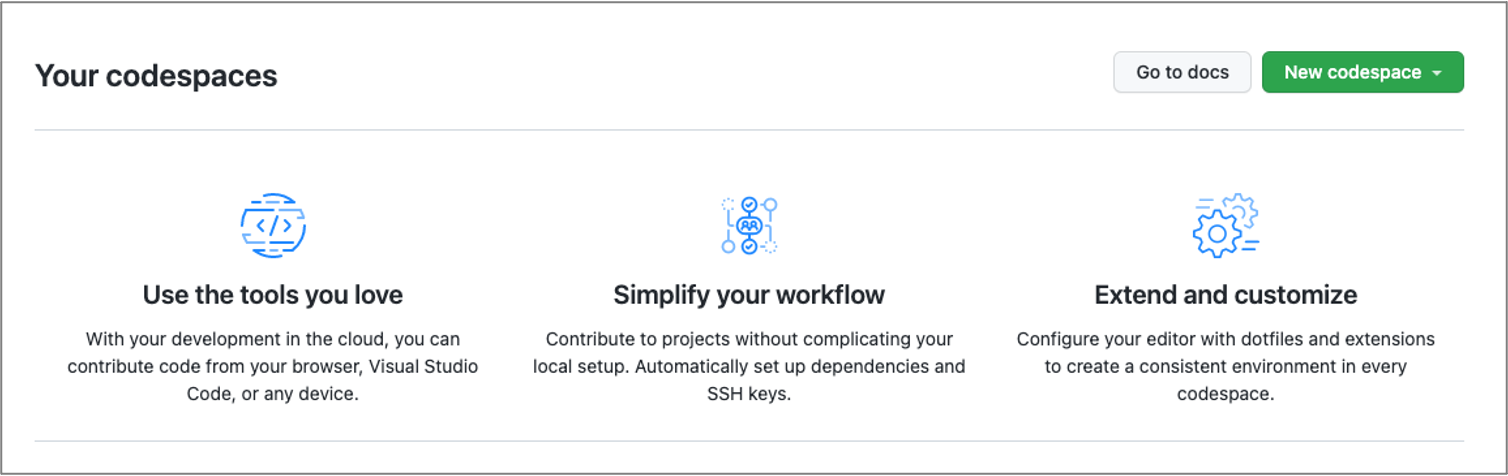 Your codespaces
Go to docs
New codespace
Use the tools you love
With your development in the cloud, you can
contribute code from your browser, Visual Studio
Code, or any device.
Simplify your workflow
Contribute to projects without complicating your
local setup. Automatically set up dependencies and
SSH keys.
Extend and customize
Configure your editor with dotfiles and extensions
to create a consistent environment in every
codespace.